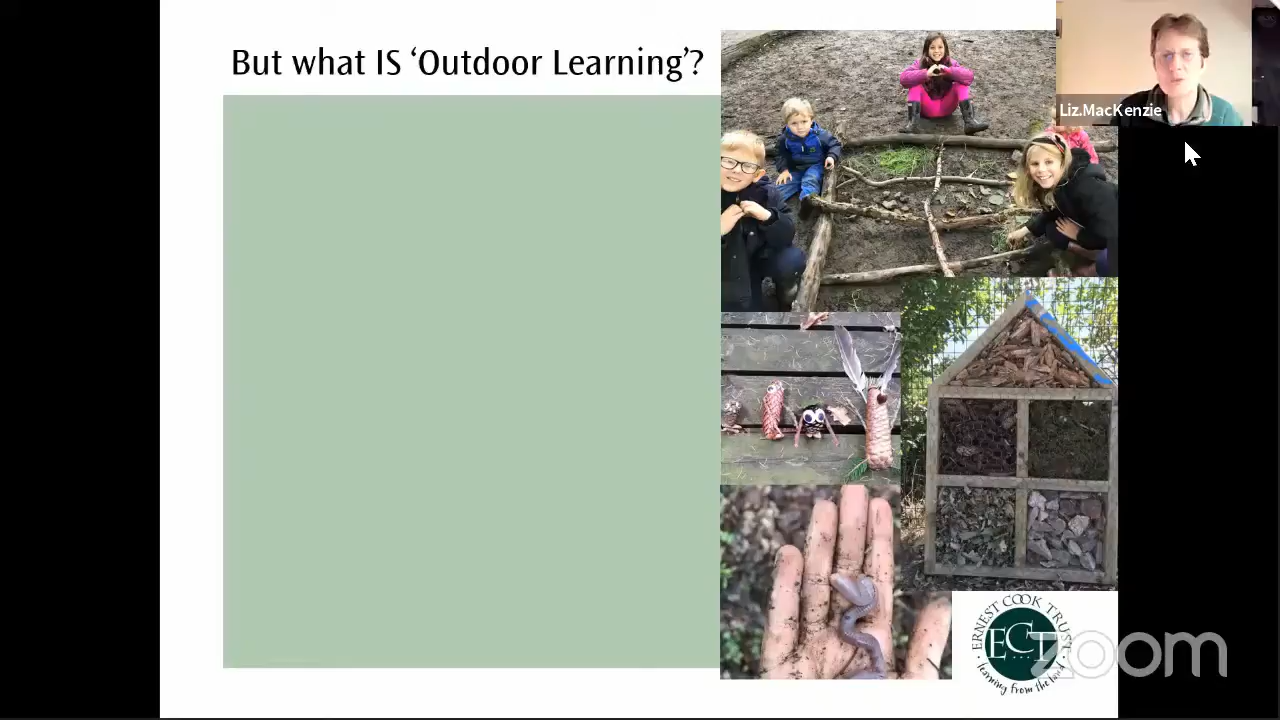 But what IS ‘Outdoor Learning’?
Liz.MacKenzie
ERNEST COOK TRUST
ECT
learning from the land
zoom